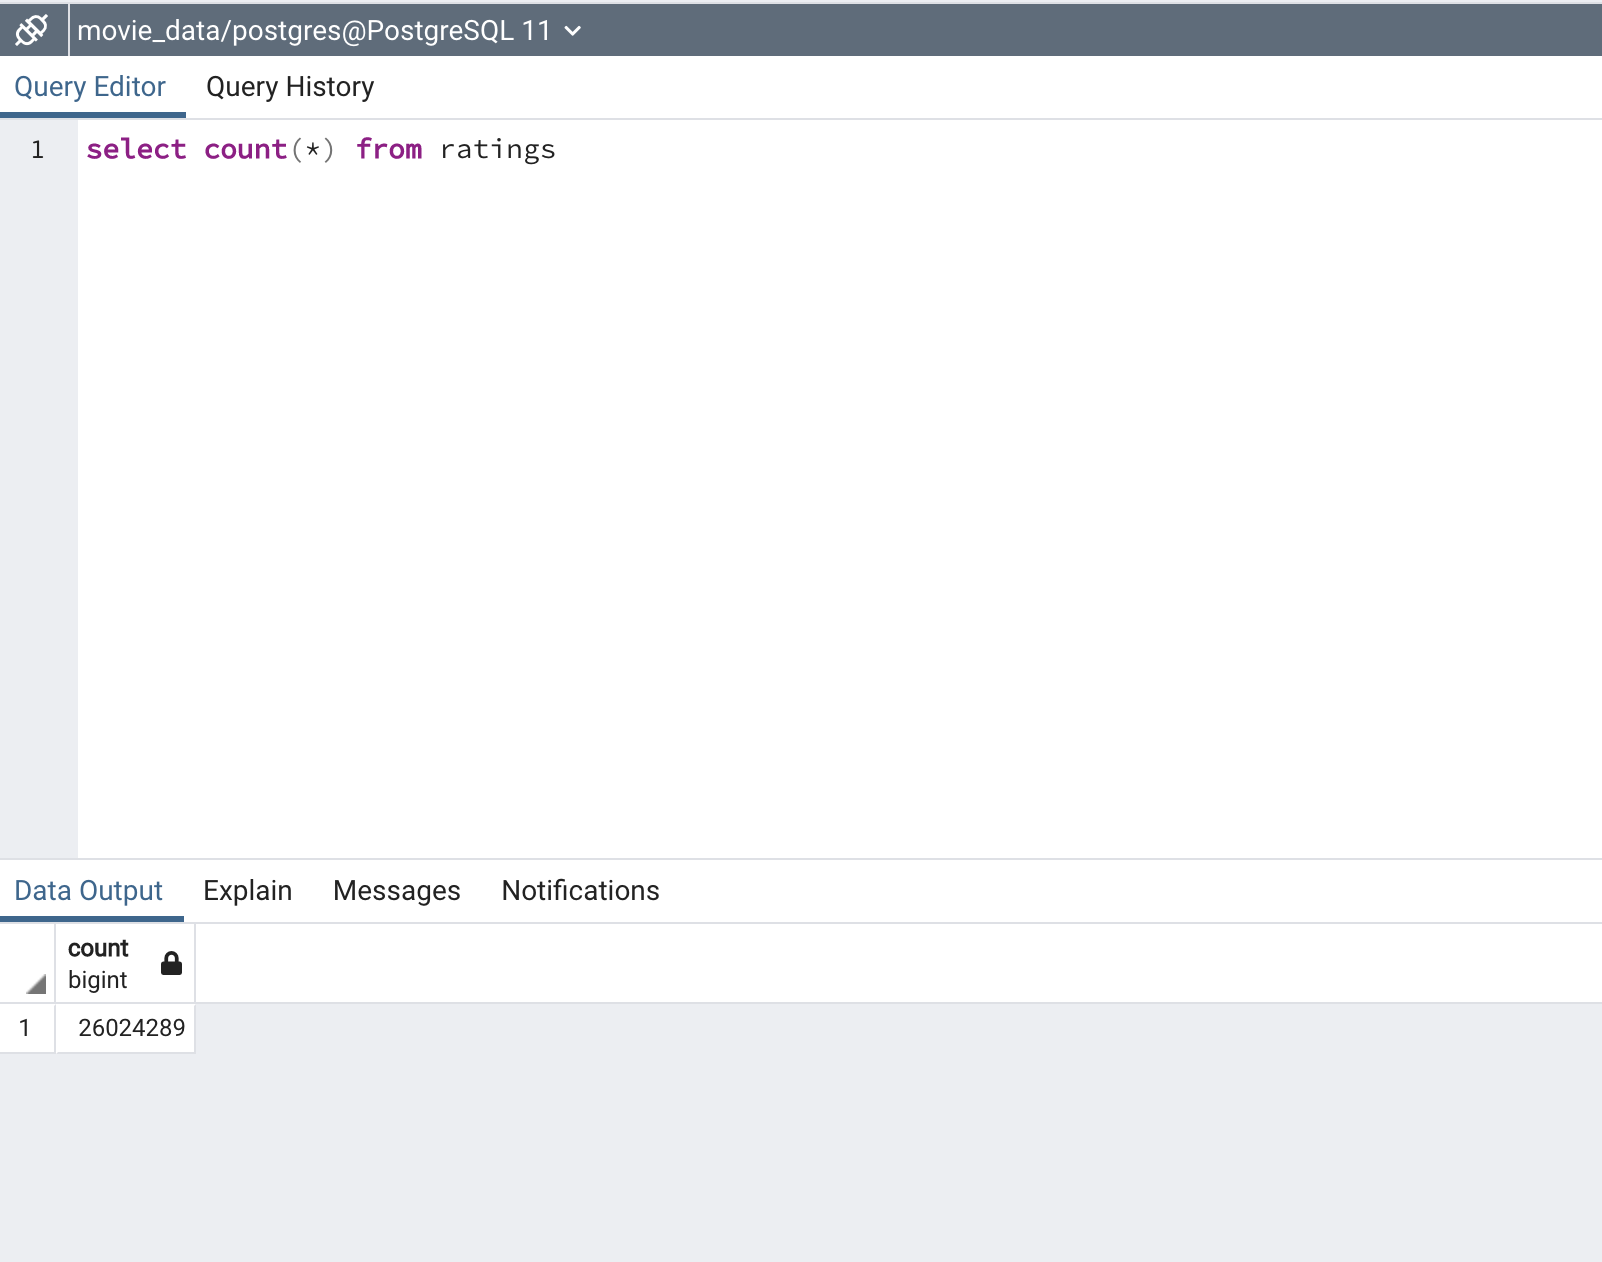 movie_data/postgres@PostgreSQL 11
Query Editor Query History
1 select count(*) from ratings
Data Output Explain Messages Notifications
count
bigint
1 26024289